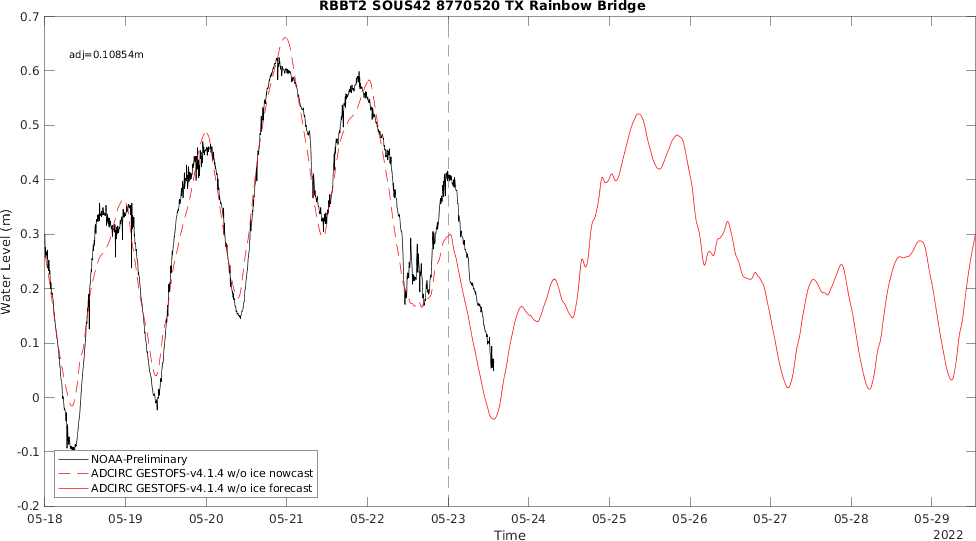 RBBT2 SOUS42 8770520 TX Rainbow Bridge
adj=0.10854m
0.7
0.6
0.5
0.4
0.3
0.2
0.1
0
-0.1
-0.2
Water Level (m)
NOAA-Preliminary
ADCIRC GESTOFS-v4.1.4 w/o ice nowcast
ADCIRC GESTOFS-v4.1.4 w/o ice forecast
05-18 05-19 05-20 05-21 05-22 05-23 05-24 05-25 05-26 05-27 05-28 05-29
Time
2022